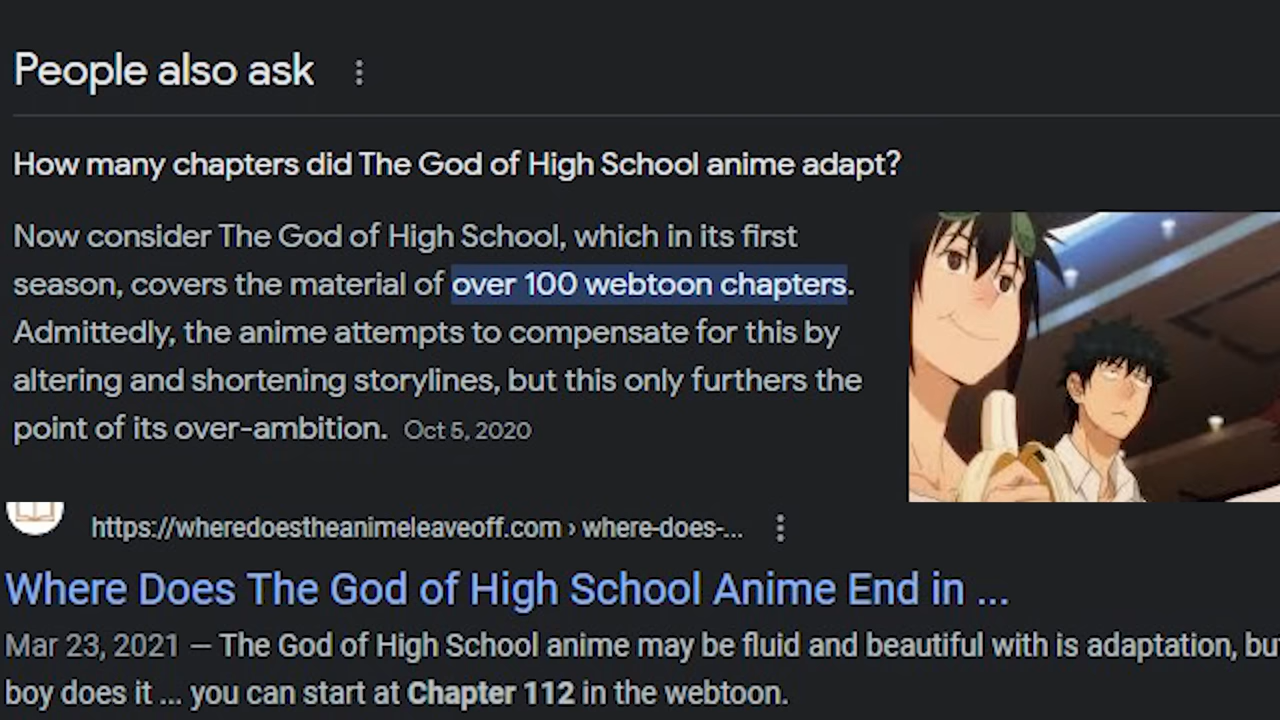 People also ask
How many chapters did The God of High School anime adapt?
Now consider The God of High School, which in its first
season, covers the material of over 100 webtoon chapters.
Admittedly, the anime attempts to compensate for this by
altering and shortening storylines, but this only furthers the
point of its over-ambition. Oct 5, 2020
https://wheredoestheanimeleaveoff.com › where-does-...
Where Does The God of High School Anime End in ...
Mar 23, 2021 — The God of High School anime may be fluid and beautiful with is adaptation, but
boy does it ... you can start at Chapter 112 in the webtoon.